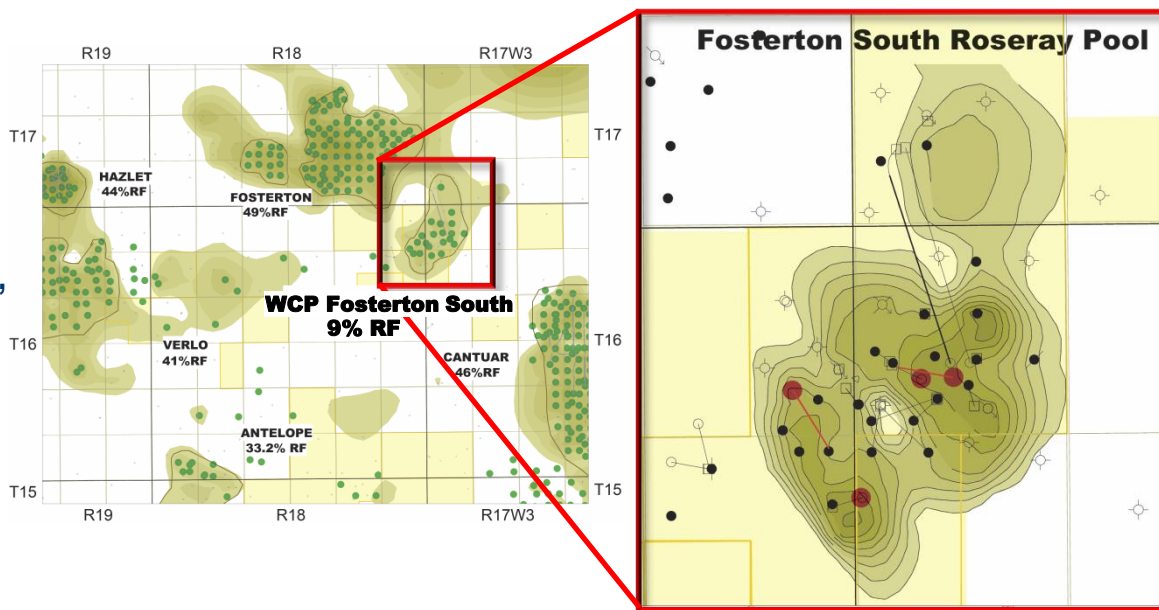 Fosterton South Roseray Pool
R19
R18
R17W3
T17
T17
HAZLET
44%RF
FOSTERTON
49%RF
,
WCP Fosterton South
9% RF
T16
T16
VERLO
41%RF
CANTUAR
46%RF
ANTELOPE
33.2% RF
T15
T15
R19
R18
R17W3